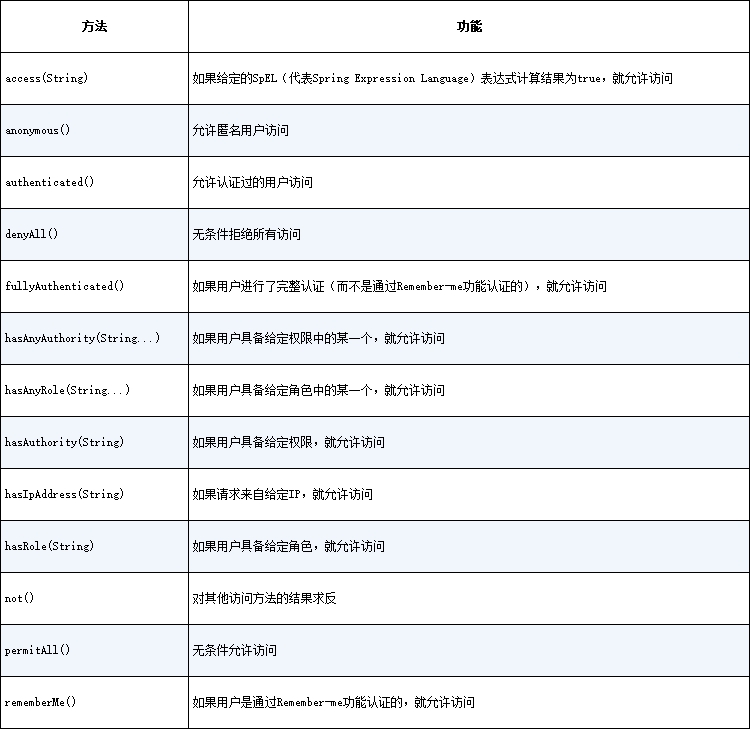 方法 功能
access(String) 如果给定的SpEL（代表Spring Expression Language）表达式计算结果为true，就允许访问
anonymous() 允许匿名用户访问
authenticated() 允许认证过的用户访问
denyAll() 无条件拒绝所有访问
fullyAuthenticated() 如果用户进行了完整认证（而不是通过Remember-me功能认证的），就允许访问
hasAnyAuthority(String...) 如果用户具备给定权限中的某一个，就允许访问
hasAnyRole(String...) 如果用户具备给定角色中的某一个，就允许访问
hasAuthority(String) 如果用户具备给定权限，就允许访问
hasIpAddress(String) 如果请求来自给定IP，就允许访问
hasRole(String) 如果用户具备给定角色，就允许访问
not() 对其他访问方法的结果求反
permitAll() 无条件允许访问
rememberMe() 如果用户是通过Remember-me功能认证的，就允许访问